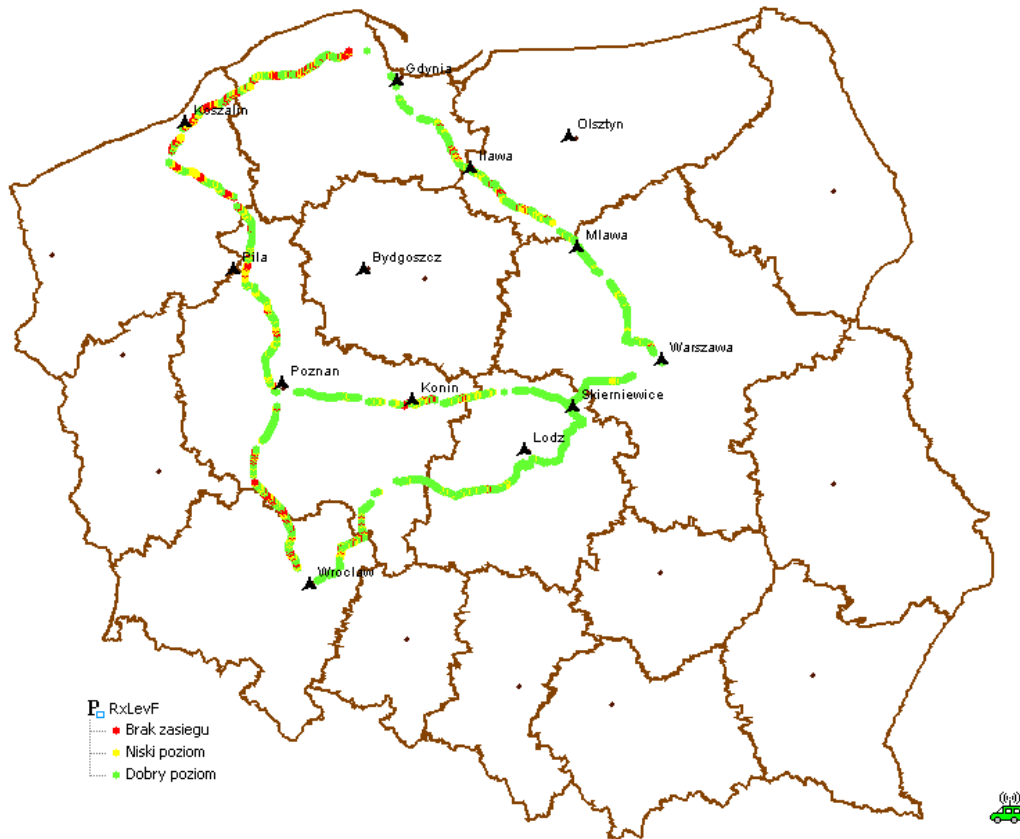 Gdynia
Koszalin
Olsztyn
Ilawa
Mlawa
Pila
Bydgoszcz
Warszawa
Poznan
Konin
Skierniewice
Lodz
Wroclaw
P RxLevF
Brak zasiegu
Niski poziom
Dobry poziom